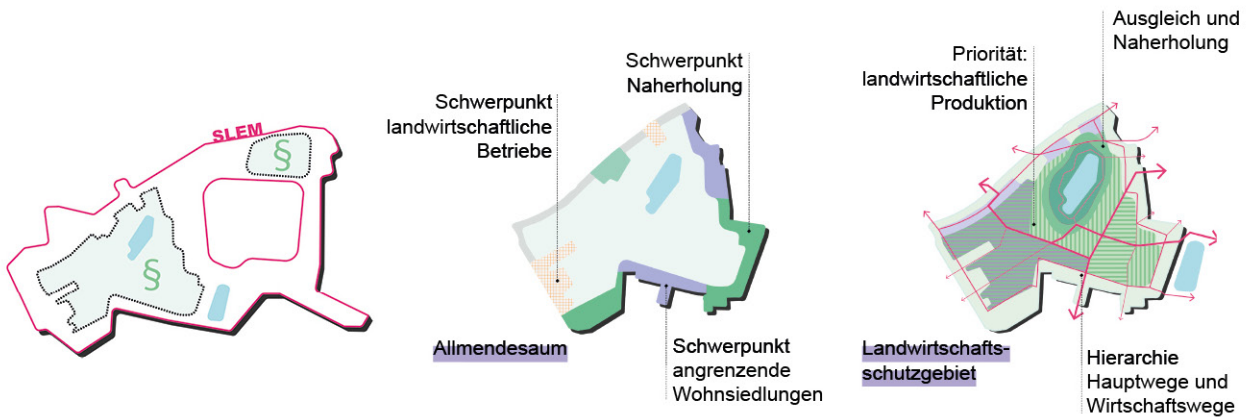 SLEM
§
§
Schwerpunkt
landwirtschaftliche
Betriebe
Schwerpunkt
Naherholung
Allmendesaum
Schwerpunkt
angrenzende
Wohnsiedlungen
Priorität:
landwirtschaftliche
Produktion
Ausgleich und
Naherholung
Landwirtschafts-
schutzgebiet
Hierarchie
Hauptwege und
Wirtschaftswege